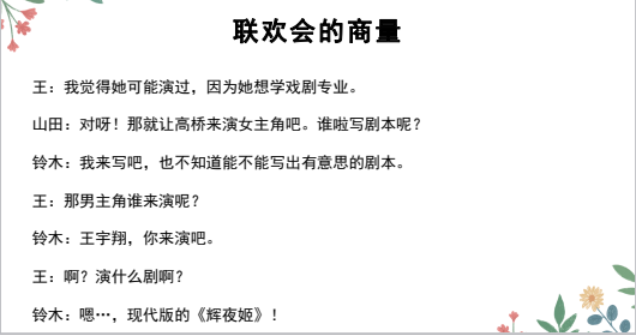 联欢会的商量
王：我觉得她可能演过，因为她想学戏剧专业。
山田：对呀！那就让高桥来演女主角吧。谁啦写剧本呢？
铃木：我来写吧，也不知道能不能写出有意思的剧本。
王：那男主角谁来演呢？
铃木：王宇翔，你来演吧。
王：啊？演什么剧啊？
铃木：嗯…，现代版的《辉夜姬》！